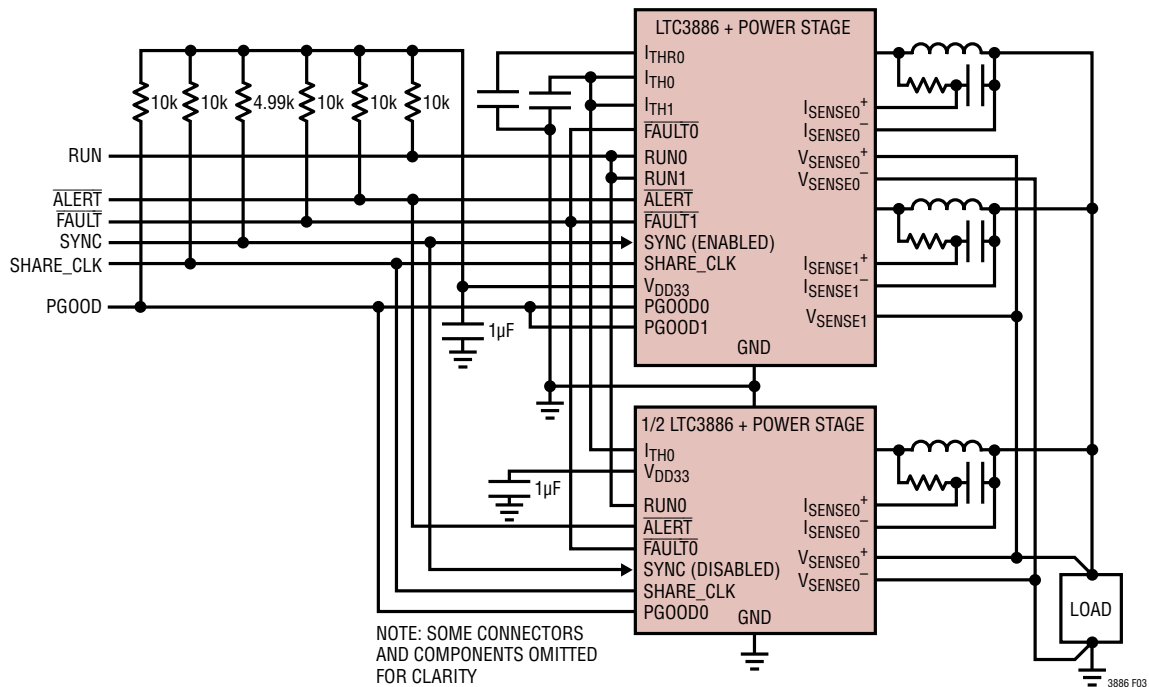 LTC3886 + POWER STAGE
ITHR0
ITH0
ITH1
FAULT0
RUN0
RUN1
ALERT
FAULT1
SYNC (ENABLED)
SHARE_CLK
VDD33
PGOOD0
PGOOD1
GND
ISENSE0+
ISENSE0–
VSENSE0+
VSENSE0–
ISENSE1+
ISENSE1–
VSENSE1
10k
10k
4.99k
10k
10k
10k
RUN
ALERT
FAULT
SYNC
SHARE_CLK
PGOOD
1µF
1/2 LTC3886 + POWER STAGE
ITH0
VDD33
RUN0
ALERT
FAULT0
SYNC (DISABLED)
SHARE_CLK
PGOOD0
GND
ISENSE0+
ISENSE0–
VSENSE0+
VSENSE0–
1µF
LOAD
NOTE: SOME CONNECTORS
AND COMPONENTS OMITTED
FOR CLARITY
3886 F03